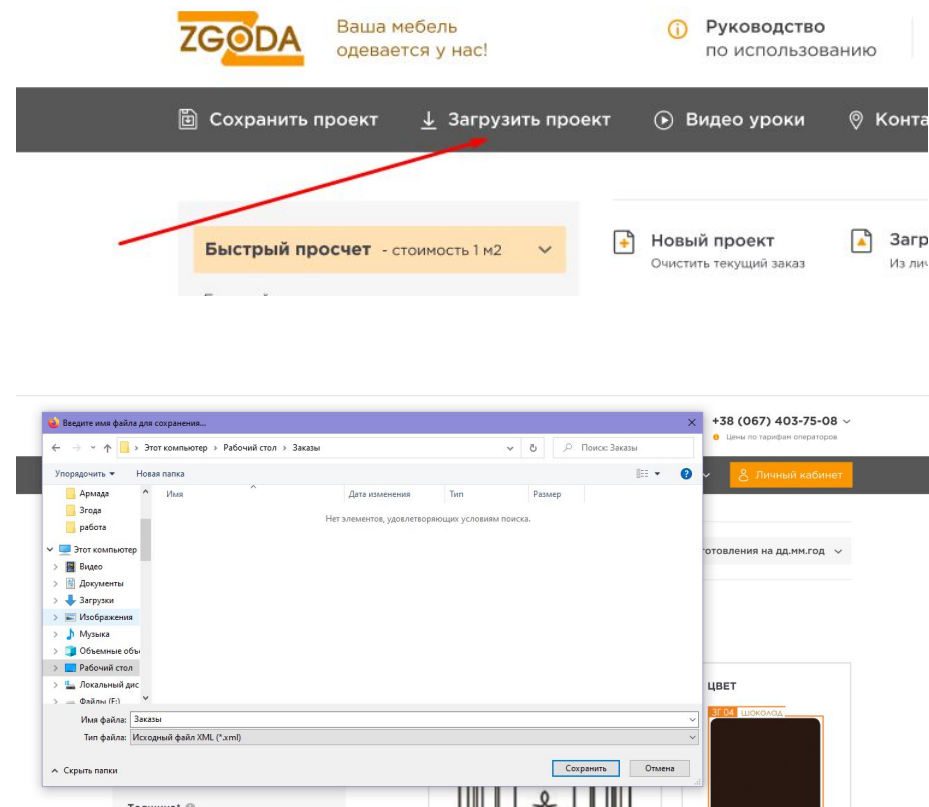 ZGODA
Ваша мебель
одевается у нас!
Руководство
по использованию
Сохранить проект
Загрузить проект
Видео уроки
Конта
Быстрый просчет - стоимость 1 м2
Новый проект
Очистить текущий заказ
Загр
Из лич
Введите имя файла для сохранения...
+38 (067) 403-75-08
Цены по тарифам операторов
Этот компьютер › Рабочий стол › Заказы
Поиск: Заказы
Упорядочить
Новая папка
Личный кабинет
Армада
Згода
работа
Этот компьютер
Видео
Документы
Загрузки
Изображения
Музыка
Объемные объ
Рабочий стол
Локальный дис
Файлы (F:)
Имя
Дата изменения
Тип
Размер
Нет элементов, удовлетворяющих условиям поиска.
отовления на дд.мм.год
ЦВЕТ
ЗГ 04 ШОКОЛАД
Имя файла: Заказы
Тип файла: Исходный файл XML (*.xml)
Скрыть папки
Сохранить
Отмена